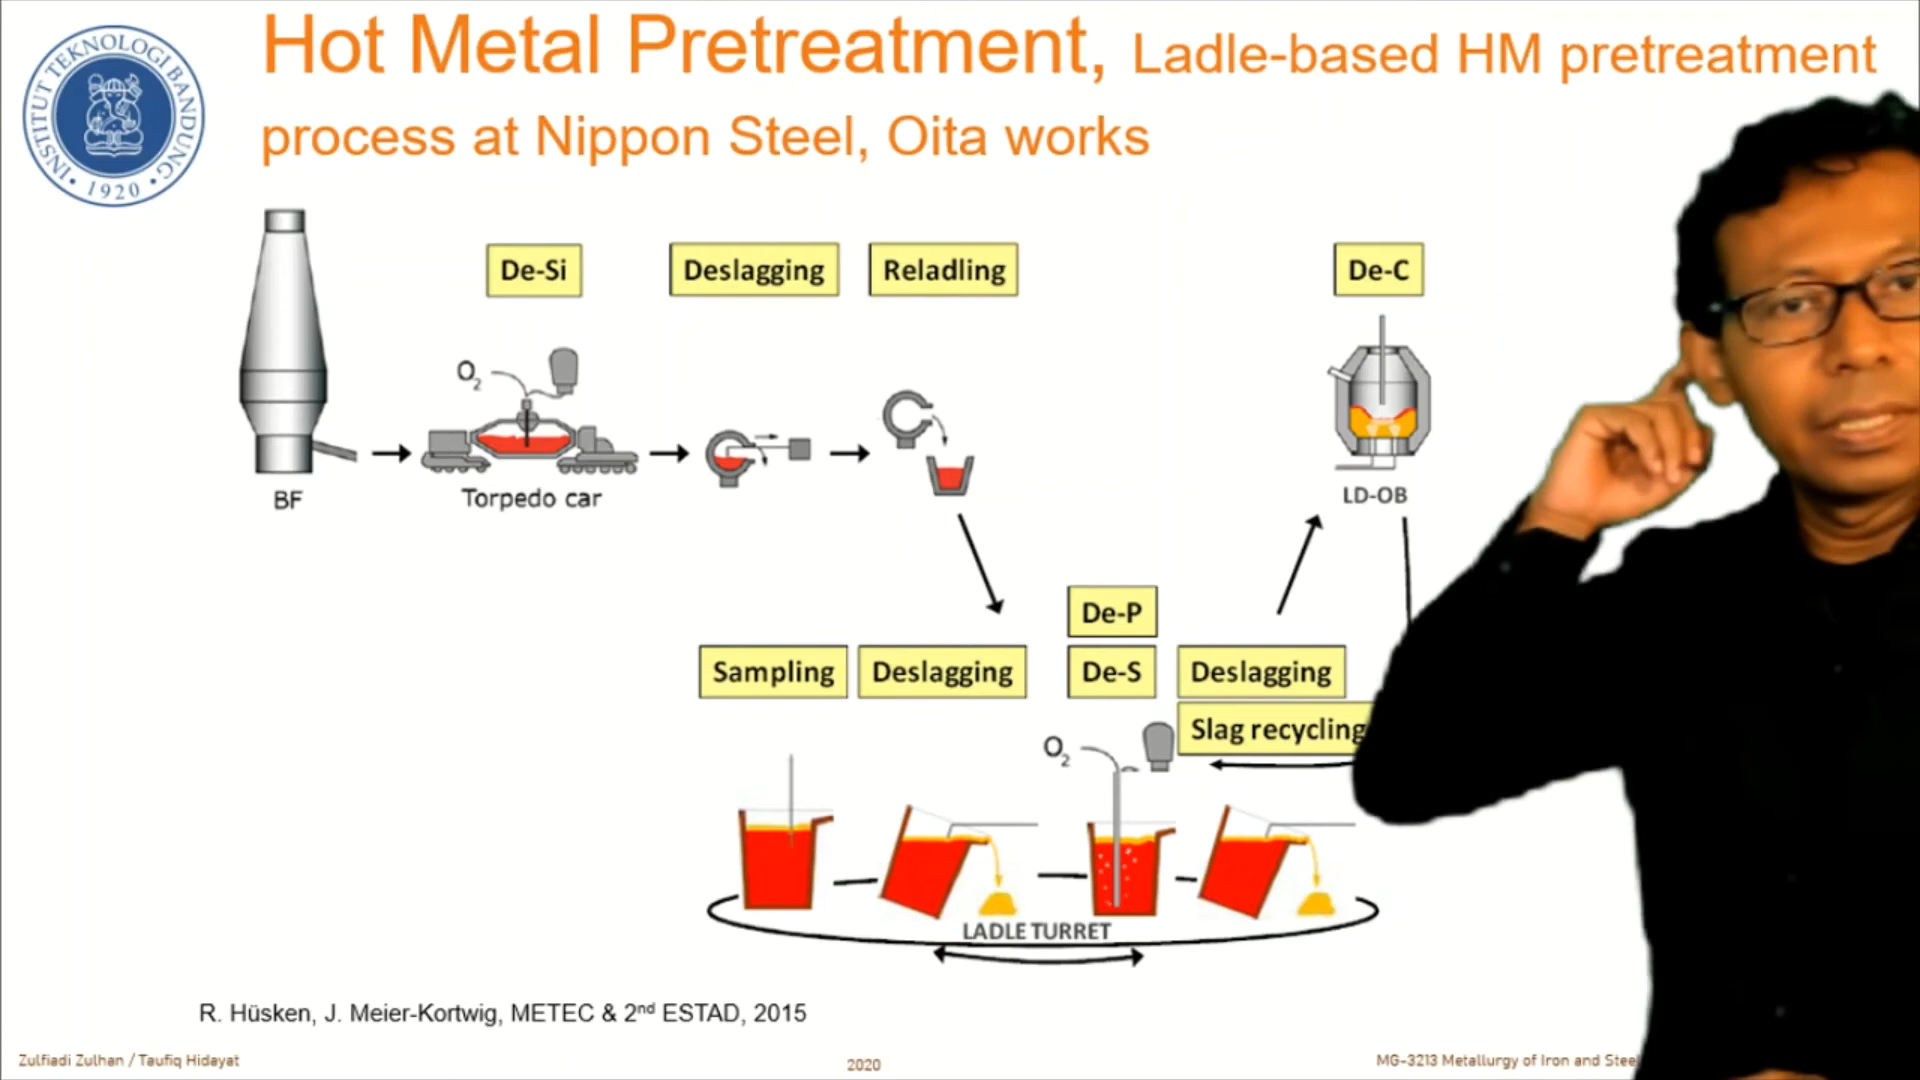 Hot Metal Pretreatment, Ladle-based HM pretreatment
process at Nippon Steel, Oita works
INSTITUT TEKNOLOGI BANDUNG
1920
De-Si
Deslagging
Reladling
De-C
O2
BF
Torpedo car
LD-OB
De-P
Sampling
Deslagging
De-S
Deslagging
Slag recycling
O2
LADLE TURRET
R. Hüsken, J. Meier-Kortwig, METEC & 2nd ESTAD, 2015
Zulfiadi Zulhan / Taufiq Hidayat
2020
MG-3213 Metallurgy of Iron and Stee